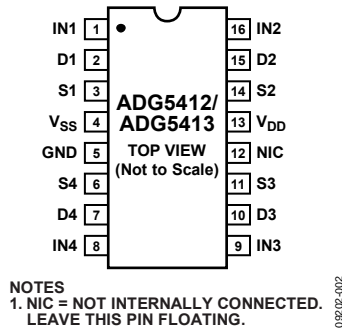 IN1 1 16 IN2
D1 2 15 D2
S1 3 14 S2
VSS 4 13 VDD
GND 5 12 NIC
S4 6 11 S3
D4 7 10 D3
IN4 8 9 IN3
ADG5412/
ADG5413
TOP VIEW
(Not to Scale)
NOTES
1. NIC = NOT INTERNALLY CONNECTED.
LEAVE THIS PIN FLOATING.
09202-002